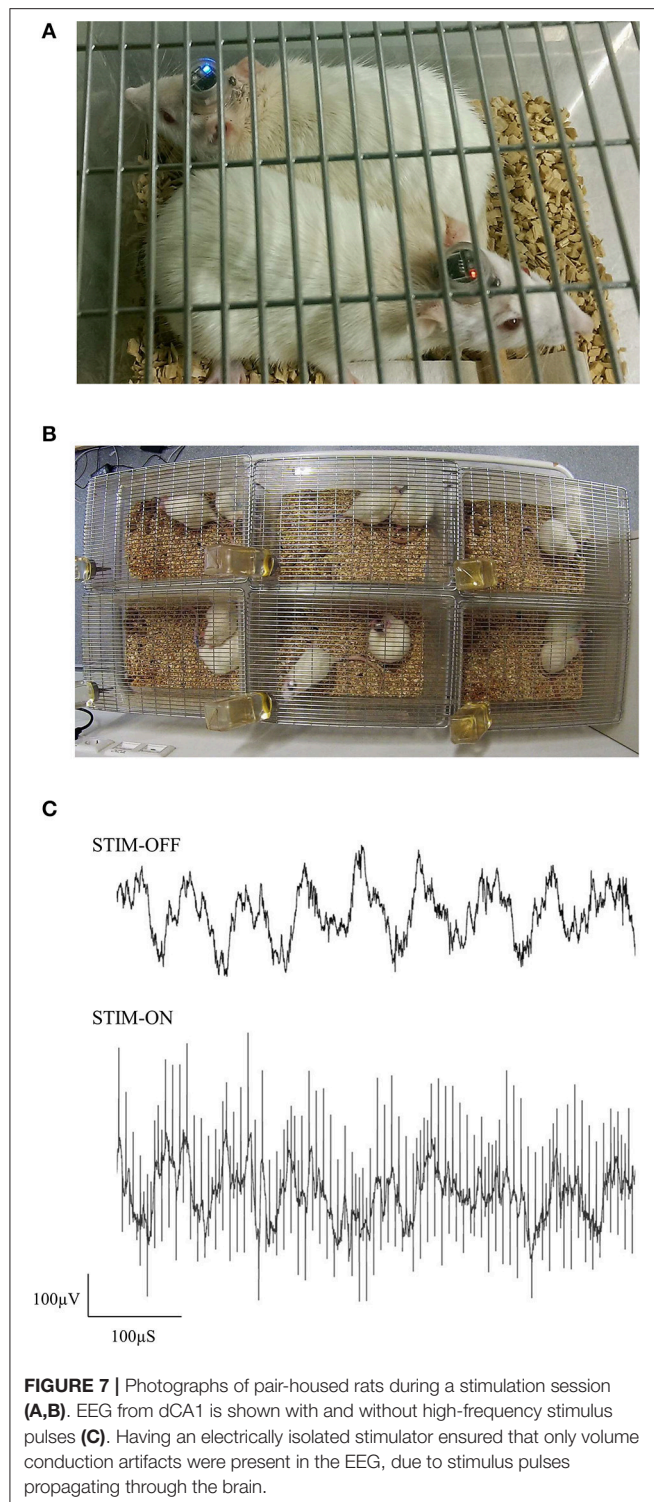 A
B
C
STIM-OFF
STIM-ON
100µV
100µS
FIGURE 7 | Photographs of pair-housed rats during a stimulation session
(A,B). EEG from dCA1 is shown with and without high-frequency stimulus
pulses (C). Having an electrically isolated stimulator ensured that only volume
conduction artifacts were present in the EEG, due to stimulus pulses
propagating through the brain.